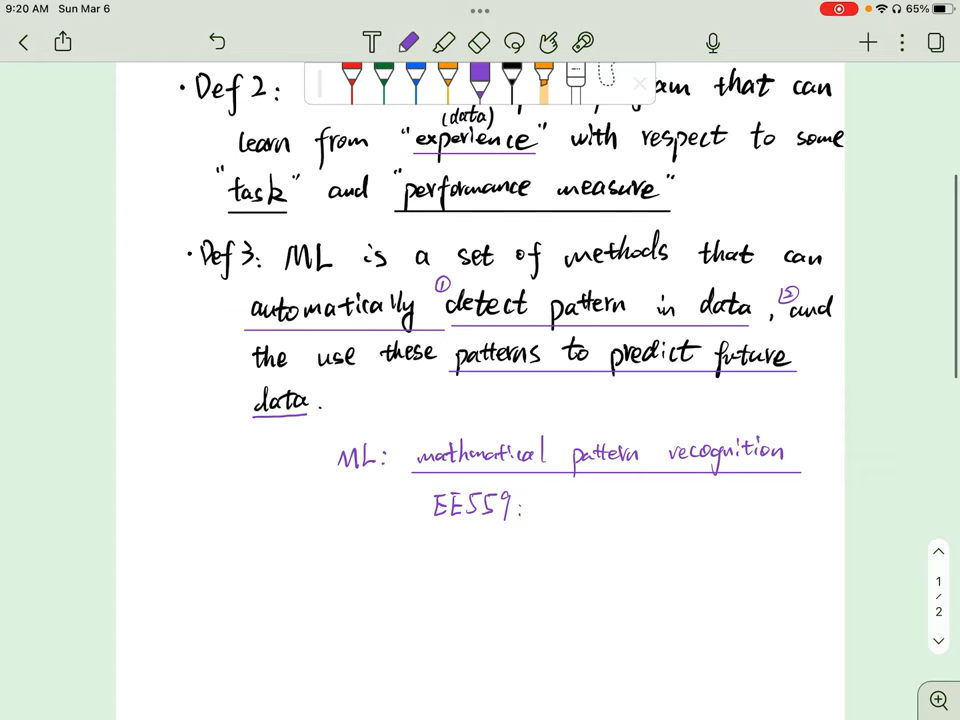 9:20 AM Sun Mar 6
65%
· Def 2: that can
(data)
learn from "experience" with respect to some
"task" and "performance measure"
· Def 3: ML is a set of methods that can
automatically ① detect pattern in data, ② and
the use these patterns to predict future
data.
ML: mathmatical pattern recognition
EE559:
1
/
2